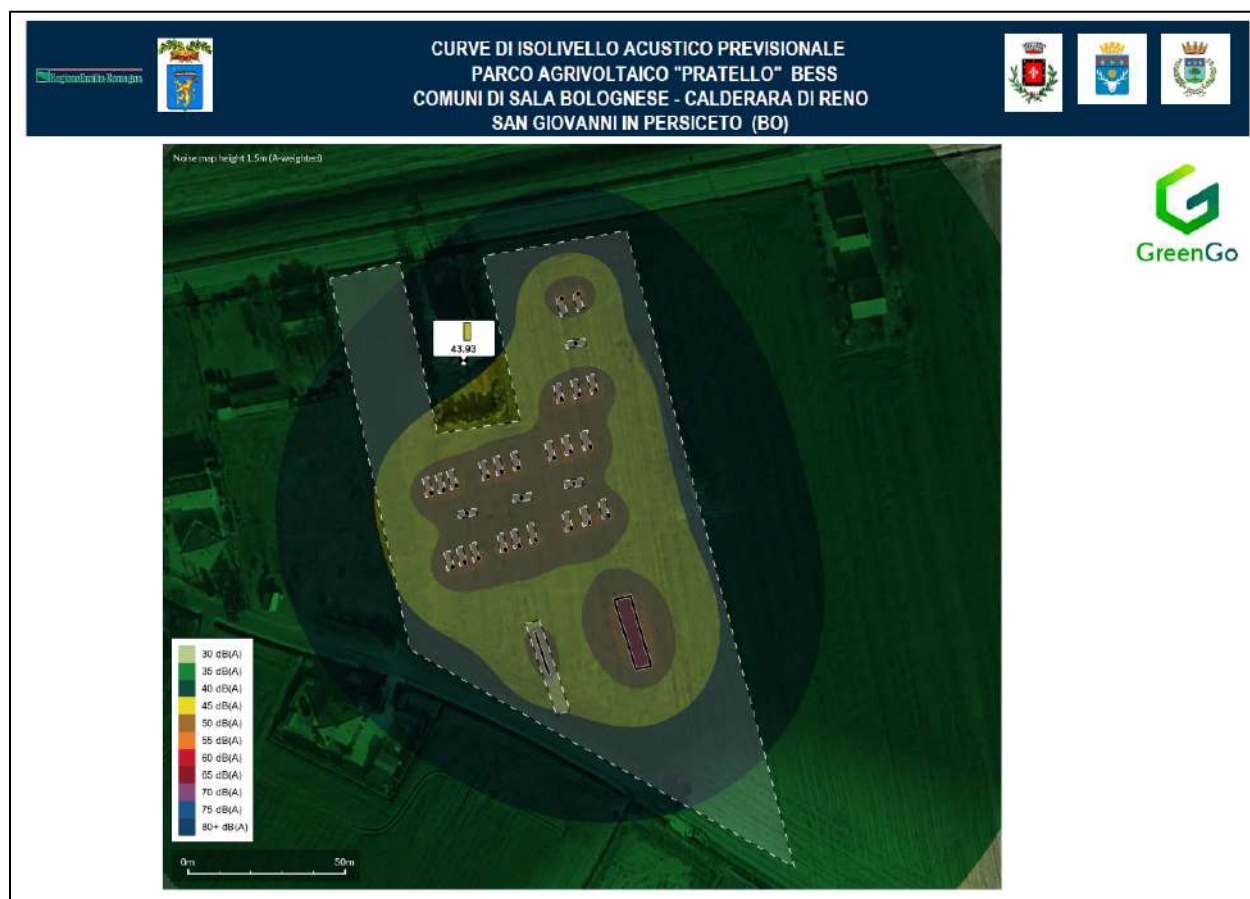 CURVE DI ISOLIVELLO ACUSTICO PREVISIONALE
PARCO AGRIVOLTAICO "PRATELLO" BESS
COMUNI DI SALA BOLOGNESE - CALDERARA DI RENO
SAN GIOVANNI IN PERSICETO (BO)
RegioneEmilia-Romagna
Noise map height 1.5m (A-weighted)
GreenGo
43.93
30 dB(A)
35 dB(A)
40 dB(A)
45 dB(A)
50 dB(A)
55 dB(A)
60 dB(A)
65 dB(A)
70 dB(A)
75 dB(A)
80+ dB(A)
0m 50m